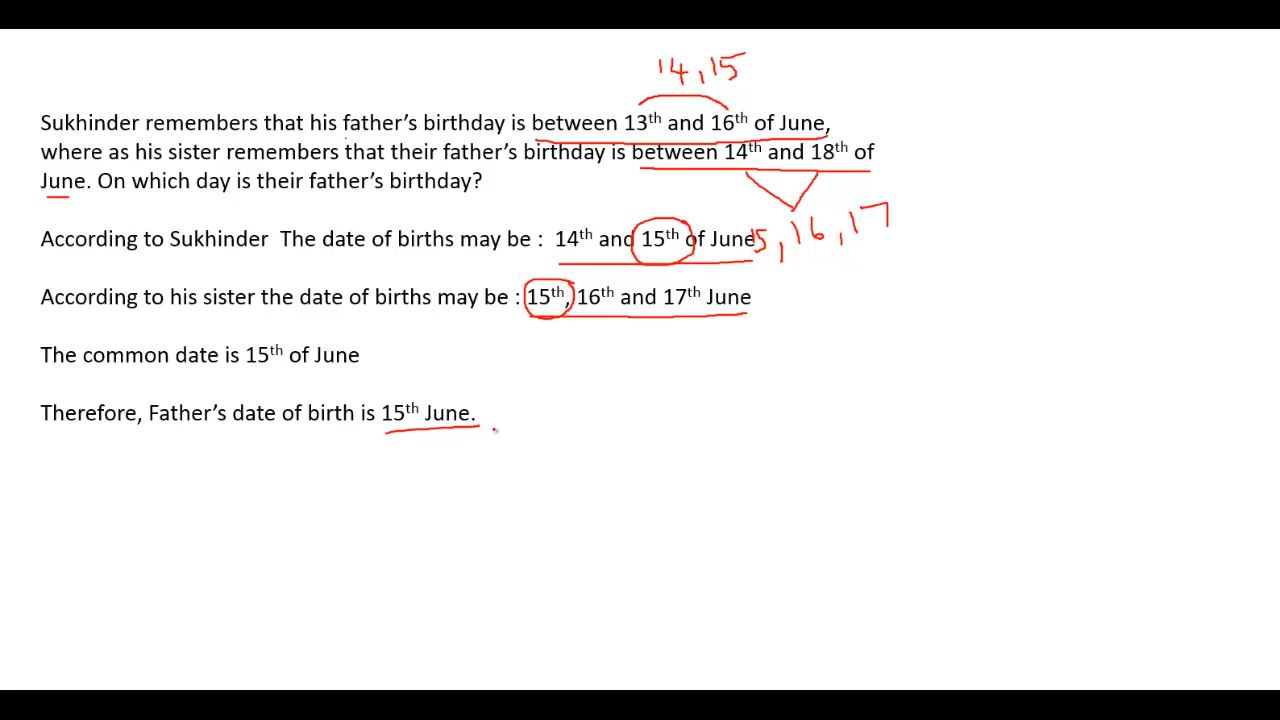 14,15
Sukhinder remembers that his father's birthday is between 13th and 16th of June,
where as his sister remembers that their father's birthday is between 14th and 18th of
June. On which day is their father's birthday?
15, 16, 17
According to Sukhinder The date of births may be : 14th and 15th of June
According to his sister the date of births may be : 15th, 16th and 17th June
The common date is 15th of June
Therefore, Father's date of birth is 15th June.